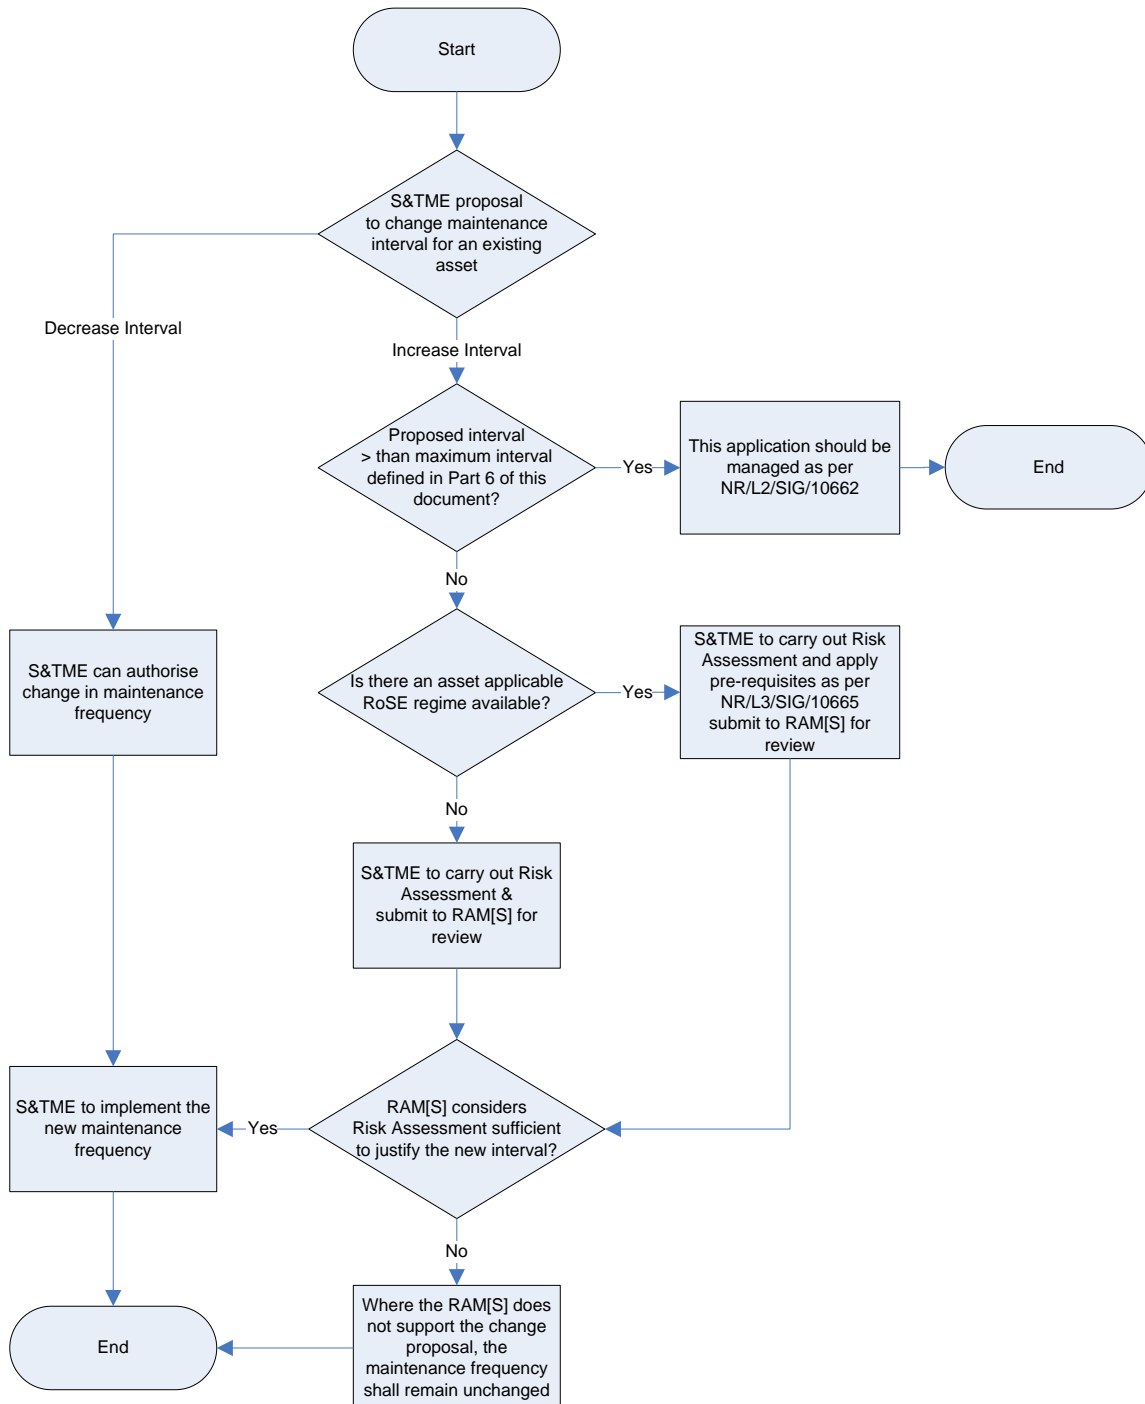 Start
S&TME proposal
to change maintenance
interval for an existing
asset
Decrease Interval
Increase Interval
Proposed interval
> than maximum interval
defined in Part 6 of this
document?
Yes
This application should be
managed as per
NR/L2/SIG/10662
End
No
S&TME can authorise
change in maintenance
frequency
Is there an asset applicable
RoSE regime available?
Yes
S&TME to carry out Risk
Assessment and apply
pre-requisites as per
NR/L3/SIG/10665
submit to RAM[S] for
review
No
S&TME to carry out Risk
Assessment &
submit to RAM[S] for
review
S&TME to implement the
new maintenance
frequency
Yes
RAM[S] considers
Risk Assessment sufficient
to justify the new interval?
No
End
Where the RAM[S] does
not support the change
proposal, the
maintenance frequency
shall remain unchanged